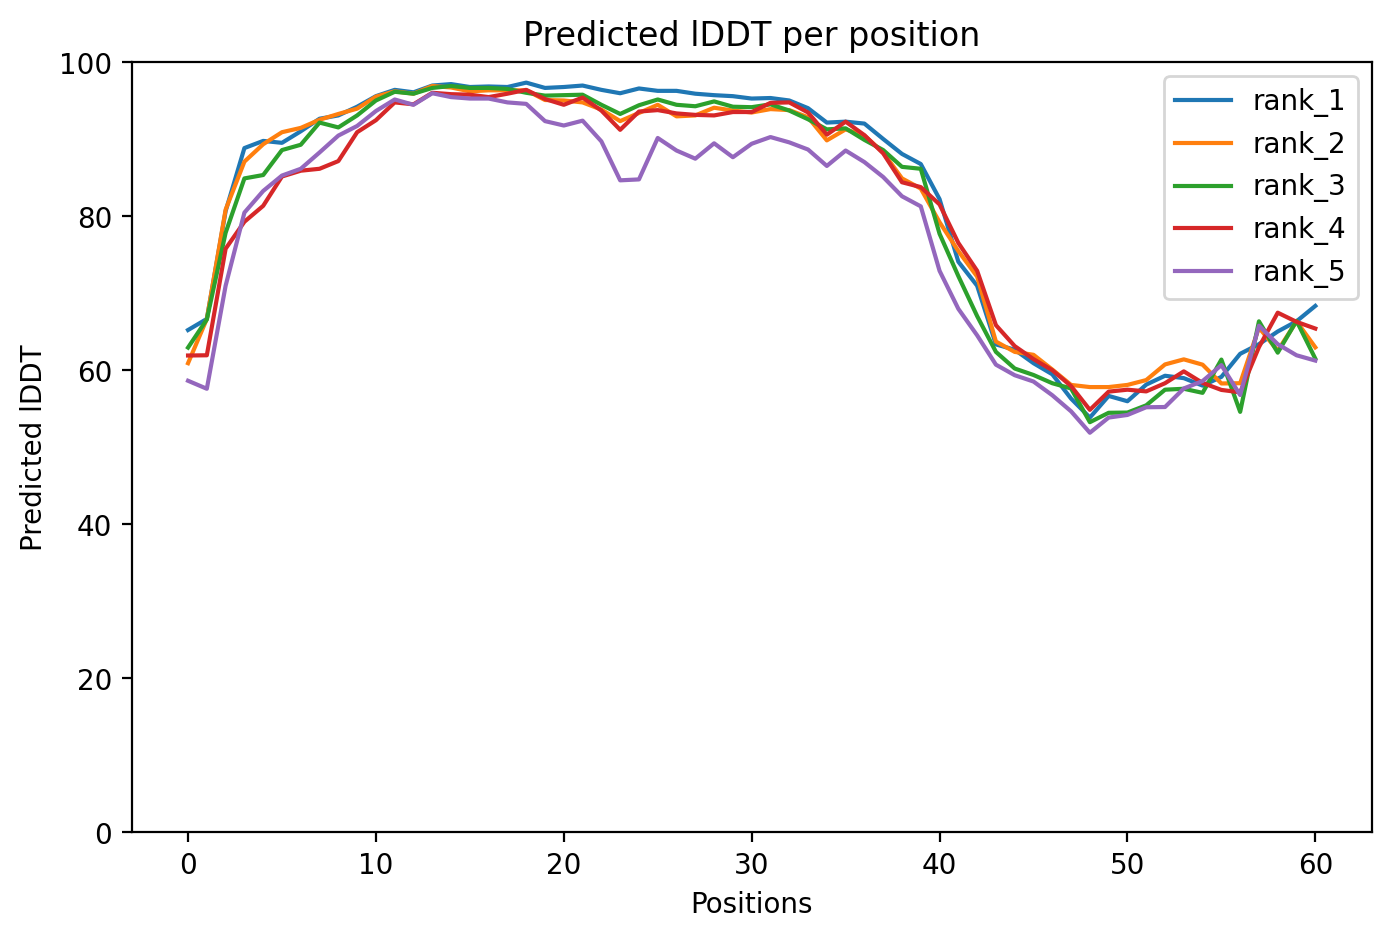 Predicted lDDT per position
100
80
60
40
20
0
Predicted lDDT
0 10 20 30 40 50 60
Positions
rank_1
rank_2
rank_3
rank_4
rank_5